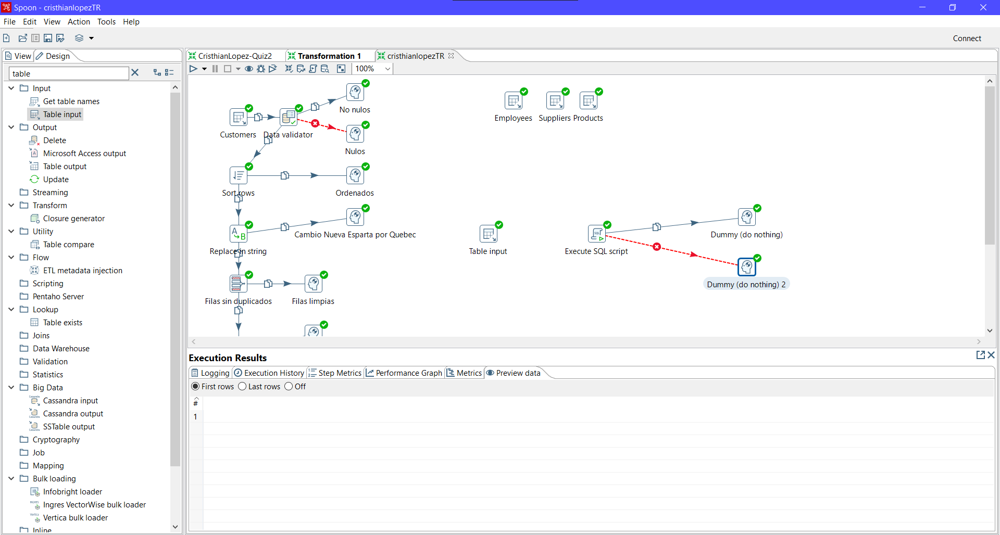 Spoon - cristhianlopezTR
File Edit View Action Tools Help
Connect
View Design
table
Input
Get table names
Table input
Output
Delete
Microsoft Access output
Table output
Update
Streaming
Transform
Closure generator
Utility
Table compare
Flow
ETL metadata injection
Scripting
Pentaho Server
Lookup
Table exists
Joins
Data Warehouse
Validation
Statistics
Big Data
Cassandra input
Cassandra output
SSTable output
Cryptography
Job
Mapping
Bulk loading
Infobright loader
Ingres VectorWise bulk loader
Vertica bulk loader
Inline
CristhianLopez-Quiz2 Transformation 1 cristhianlopezTR
100%
No nulos
Employees Suppliers Products
Customers Data validator
Nulos
Sort rows Ordenados
Cambio Nueva Esparta por Quebec Dummy (do nothing)
Replace in string Table input Execute SQL script
Dummy (do nothing) 2
Filas sin duplicados Filas limpias
Execution Results
Logging Execution History Step Metrics Performance Graph Metrics Preview data
First rows Last rows Off
#
1